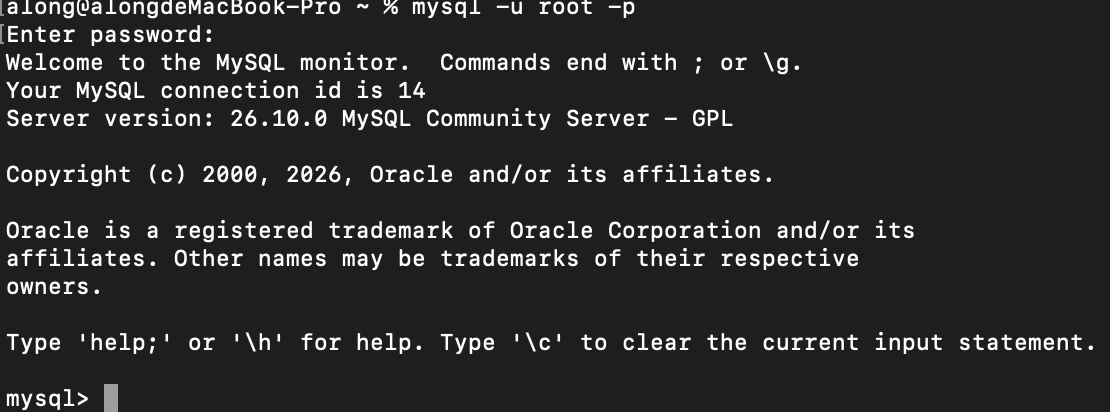 [along@alongdeMacBook-Pro ~ % mysql -u root -p
[Enter password:
Welcome to the MySQL monitor.  Commands end with ; or \g.
Your MySQL connection id is 14
Server version: 26.10.0 MySQL Community Server - GPL
Copyright (c) 2000, 2026, Oracle and/or its affiliates.
Oracle is a registered trademark of Oracle Corporation and/or its
affiliates. Other names may be trademarks of their respective
owners.
Type 'help;' or '\h' for help. Type '\c' to clear the current input statement.
mysql>